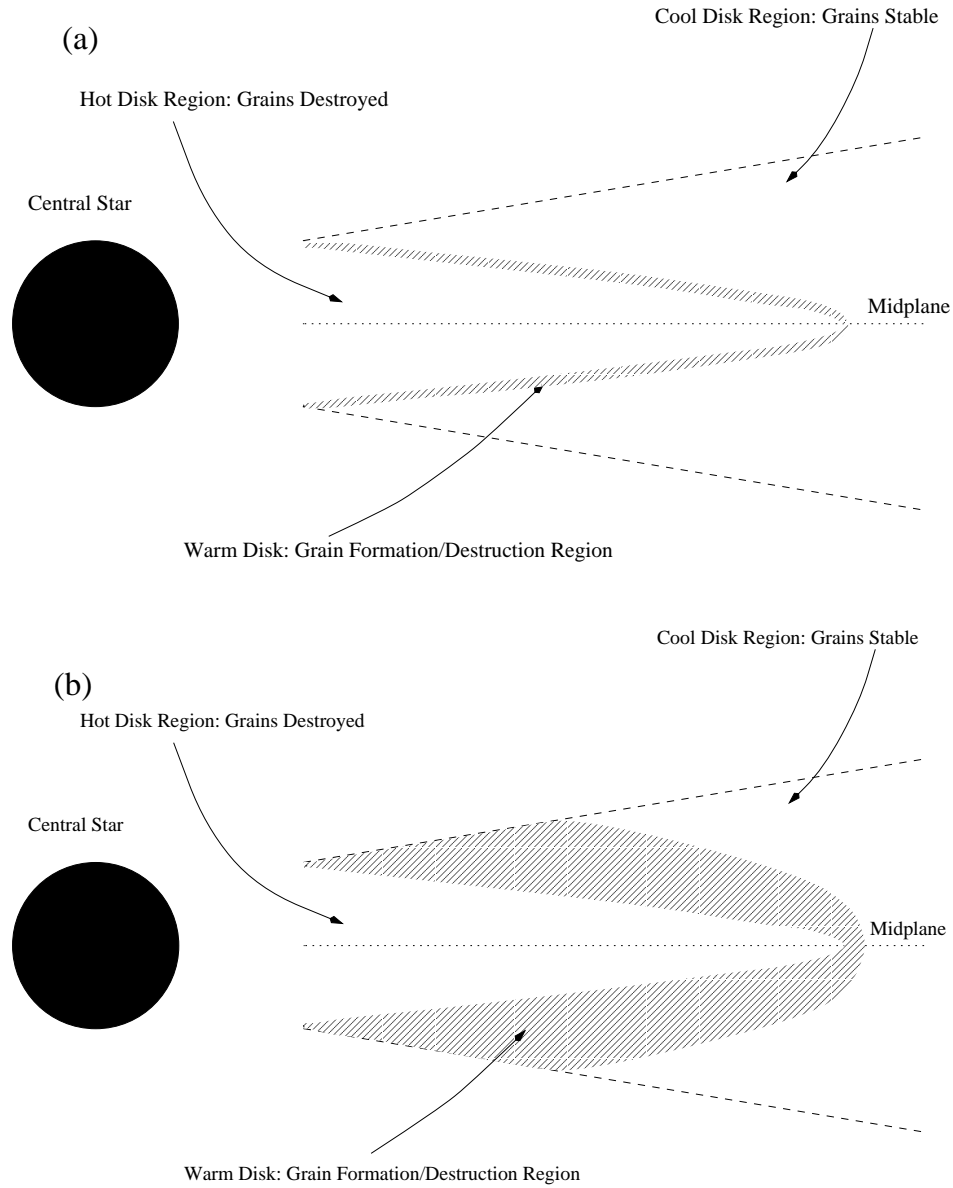 (a)
Cool Disk Region: Grains Stable
Hot Disk Region: Grains Destroyed
Central Star
Midplane
Warm Disk: Grain Formation/Destruction Region
(b)
Cool Disk Region: Grains Stable
Hot Disk Region: Grains Destroyed
Central Star
Midplane
Warm Disk: Grain Formation/Destruction Region